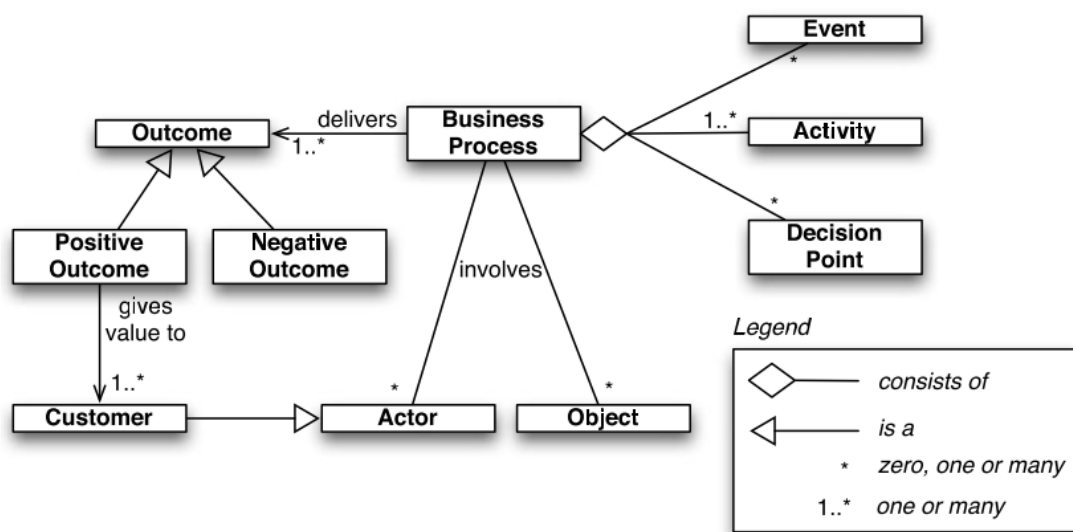 Event
*
delivers
Business
Process
1..*
Activity
Outcome
1..*
*
Positive
Outcome
Negative
Outcome
Decision
Point
involves
gives
value to
Legend
1..*
*
*
consists of
Customer
Actor
Object
is a
* zero, one or many
1..* one or many